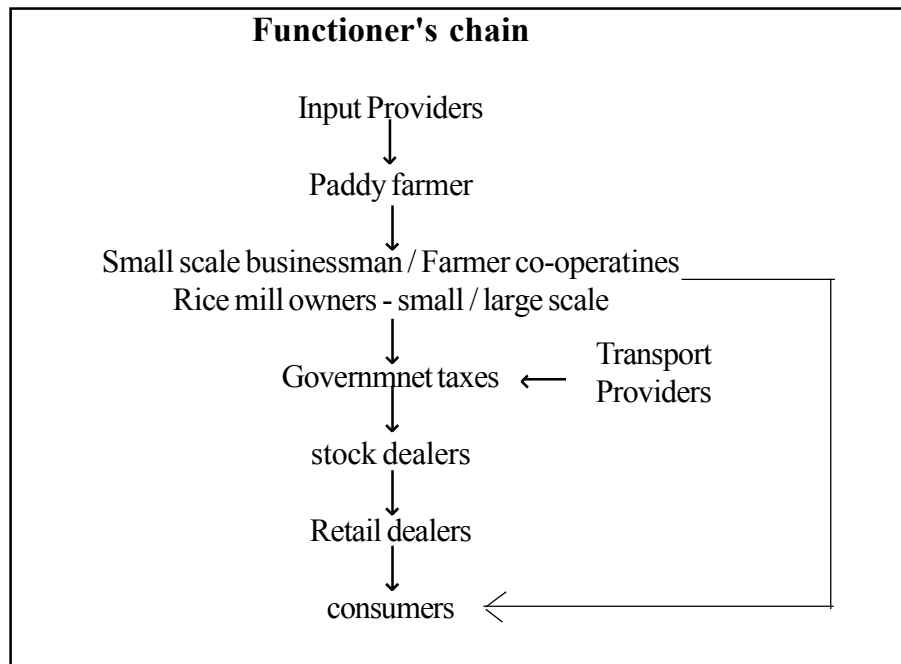 Functioner's chain
Input Providers
Paddy farmer
Small scale businessman / Farmer co-operatines
Rice mill owners - small / large scale
Governmnet taxes
Transport
Providers
stock dealers
Retail dealers
consumers